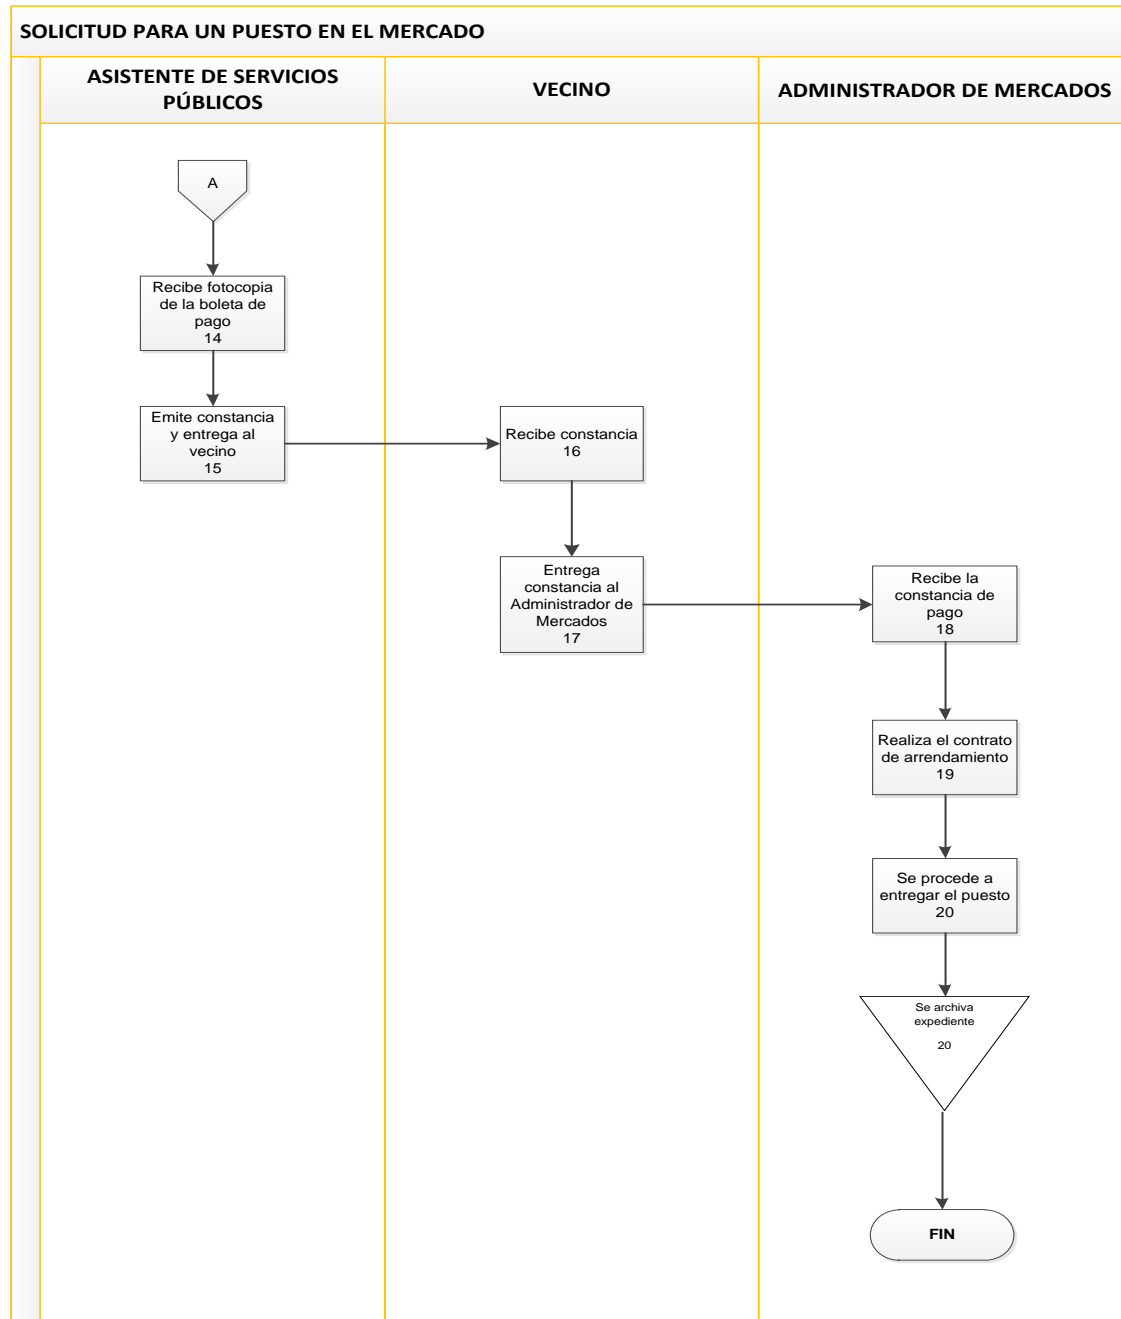 SOLICITUD PARA UN PUESTO EN EL MERCADO
ASISTENTE DE SERVICIOS
PÚBLICOS
VECINO
ADMINISTRADOR DE MERCADOS
A
Recibe fotocopia
de la boleta de
pago
14
Emite constancia
y entrega al
vecino
15
Recibe constancia
16
Entrega
constancia al
Administrador de
Mercados
17
Recibe la
constancia de
pago
18
Realiza el contrato
de arrendamiento
19
Se procede a
entregar el puesto
20
Se archiva
expediente
20
FIN